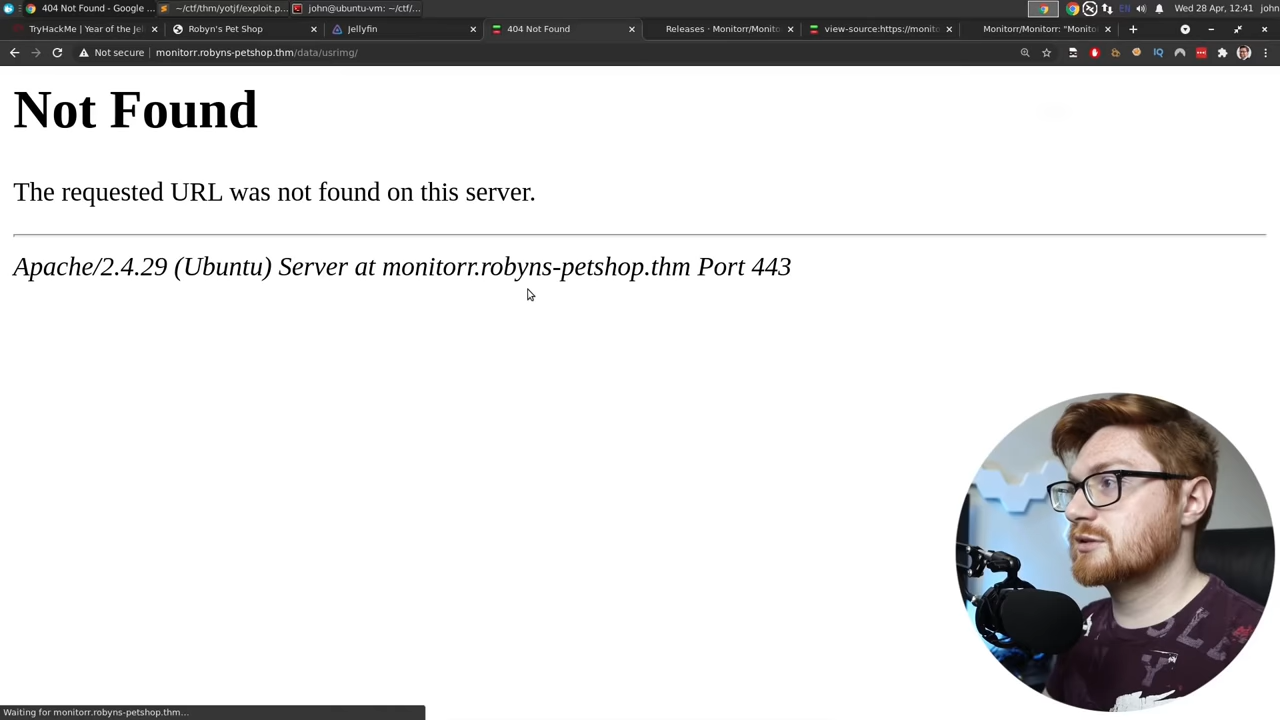 404 Not Found - Google ...
~/ctf/thm/yotjf/exploit.p...
john@ubuntu-vm: ~/ctf/...
EN
Wed 28 Apr, 12:41
john
TryHackMe | Year of the Jel
Robyn's Pet Shop
Jellyfin
404 Not Found
Releases · Monitorr/Monito
view-source:https://monito
Monitorr/Monitorr: "Monito
Not secure
monitorr.robyns-petshop.thm/data/usrimg/
IQ
Not Found
The requested URL was not found on this server.
Apache/2.4.29 (Ubuntu) Server at monitorr.robyns-petshop.thm Port 443
Waiting for monitorr.robyns-petshop.thm...